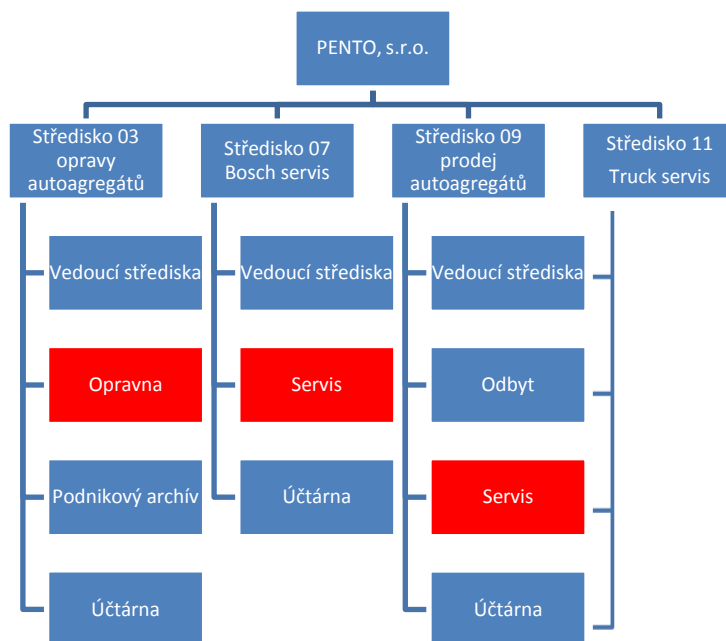 PENTO, s.r.o.
Středisko 03
opravy
autoagregátů
Středisko 07
Bosch servis
Středisko 09
prodej
autoagregátů
Středisko 11
Truck servis
Vedoucí střediska
Vedoucí střediska
Vedoucí střediska
Opravna
Servis
Odbyt
Podnikový archív
Účtárna
Servis
Účtárna
Účtárna